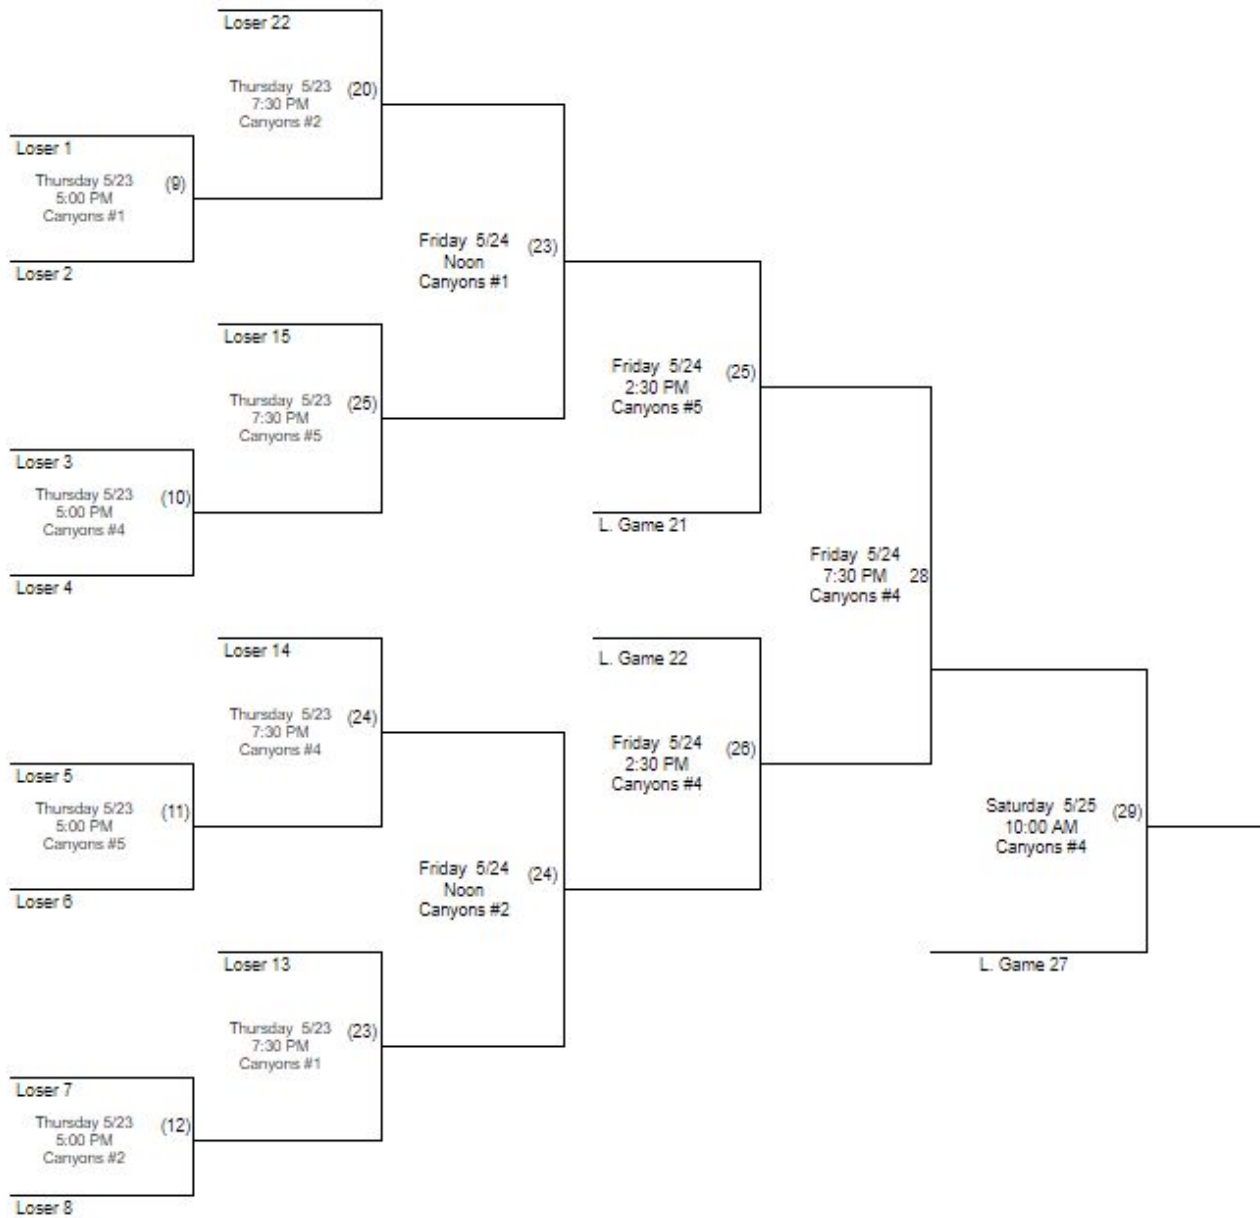 Loser 22
Thursday 5/23 (20)
7:30 PM
Canyons #2
Loser 1
Thursday 5/23 (9)
5:00 PM
Canyons #1
Loser 2
Friday 5/24 (23)
Noon
Canyons #1
Loser 15
Thursday 5/23 (25)
7:30 PM
Canyons #5
Friday 5/24 (25)
2:30 PM
Canyons #5
Loser 3
Thursday 5/23 (10)
5:00 PM
Canyons #4
Loser 4
L. Game 21
Friday 5/24
7:30 PM 28
Canyons #4
Loser 14
L. Game 22
Thursday 5/23 (24)
7:30 PM
Canyons #4
Friday 5/24 (26)
2:30 PM
Canyons #4
Loser 5
Thursday 5/23 (11)
5:00 PM
Canyons #5
Loser 6
Saturday 5/25 (29)
10:00 AM
Canyons #4
Friday 5/24 (24)
Noon
Canyons #2
Loser 13
L. Game 27
Thursday 5/23 (23)
7:30 PM
Canyons #1
Loser 7
Thursday 5/23 (12)
5:00 PM
Canyons #2
Loser 8